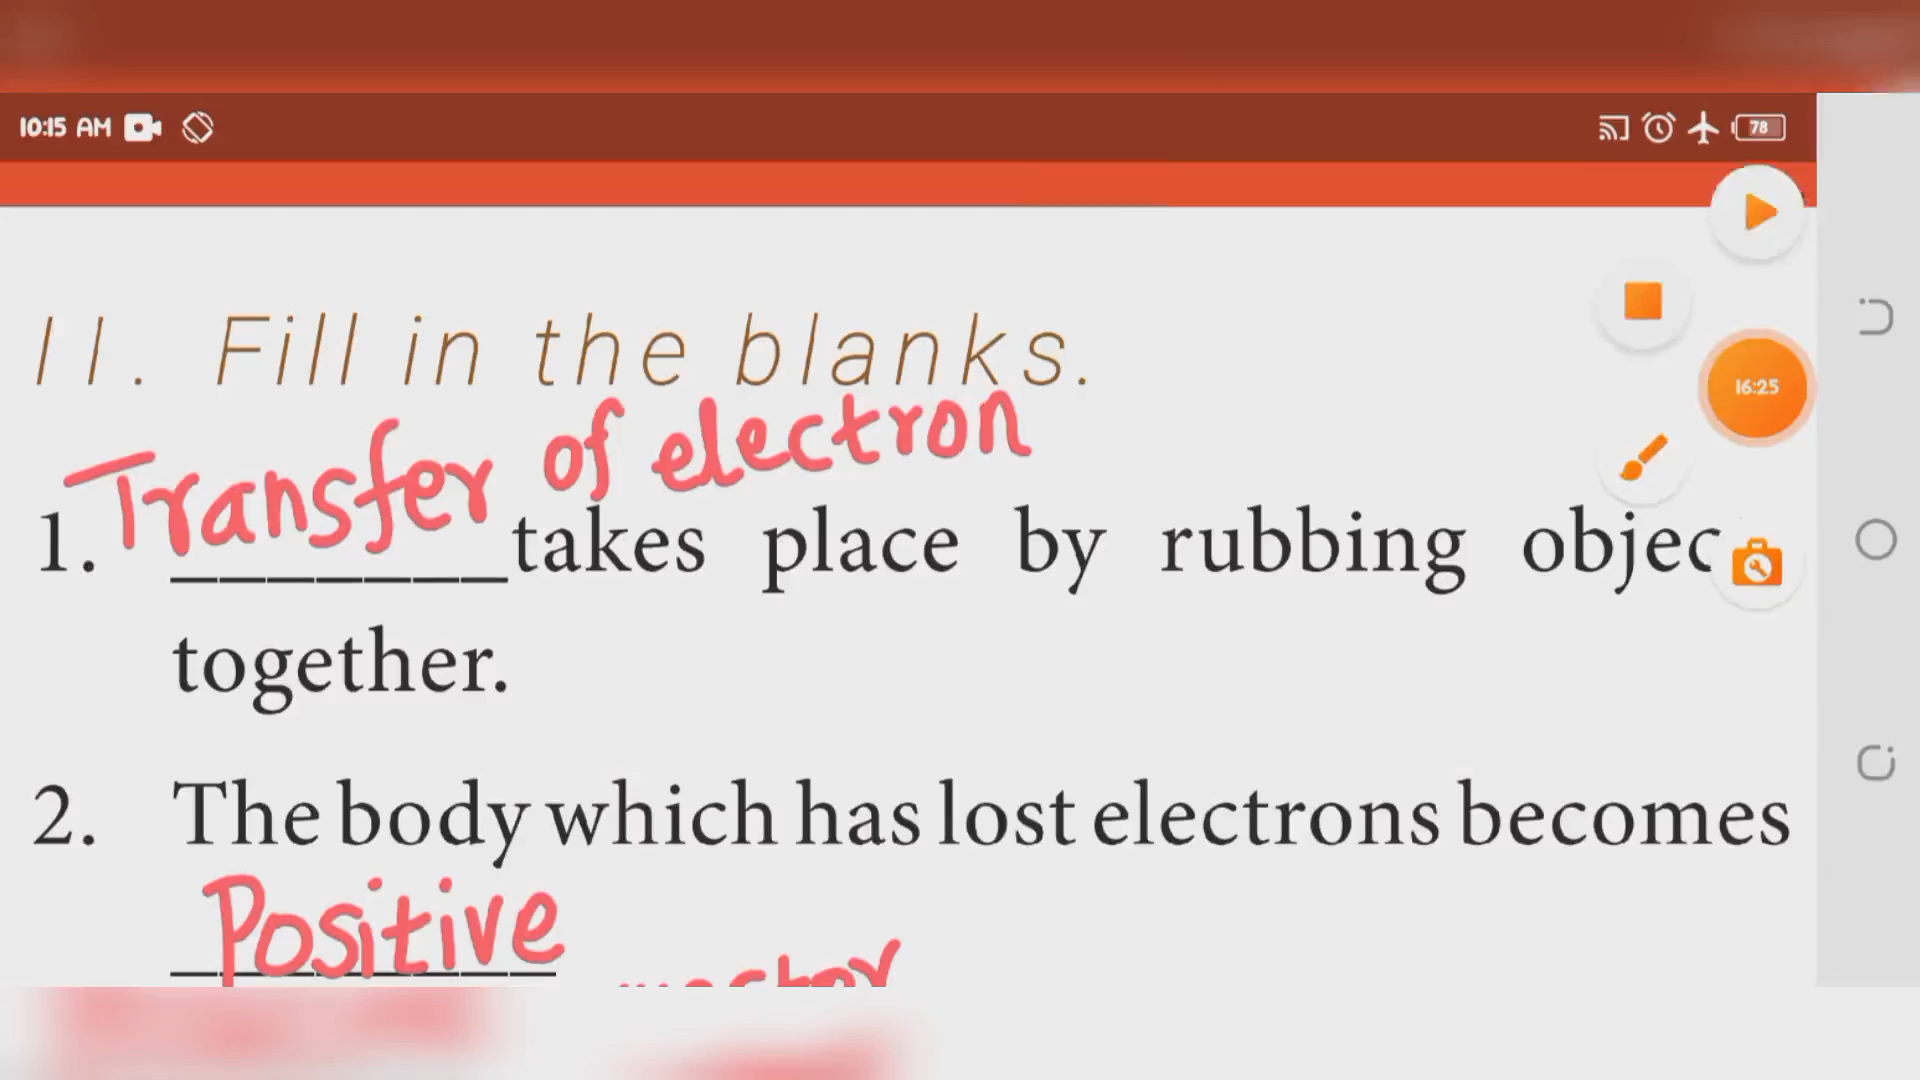 10:15 AM
78
16:25
II. Fill in the blanks.
Transfer of electron
1. ________takes place by rubbing objec
together.
2. The body which has lost electrons becomes
Positive